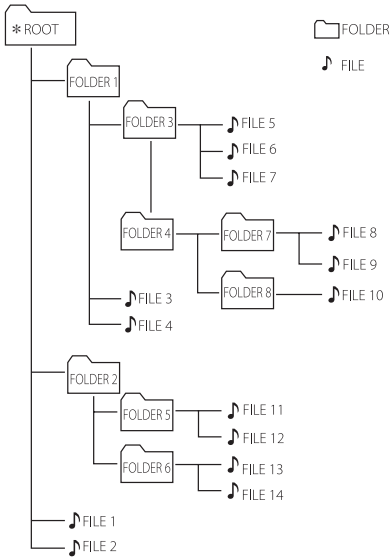 * ROOT
FOLDER
FILE
FOLDER 1
FOLDER 3
FILE 5
FILE 6
FILE 7
FOLDER 4
FOLDER 7
FILE 8
FILE 9
FOLDER 8
FILE 10
FILE 3
FILE 4
FOLDER 2
FOLDER 5
FILE 11
FILE 12
FOLDER 6
FILE 13
FILE 14
FILE 1
FILE 2